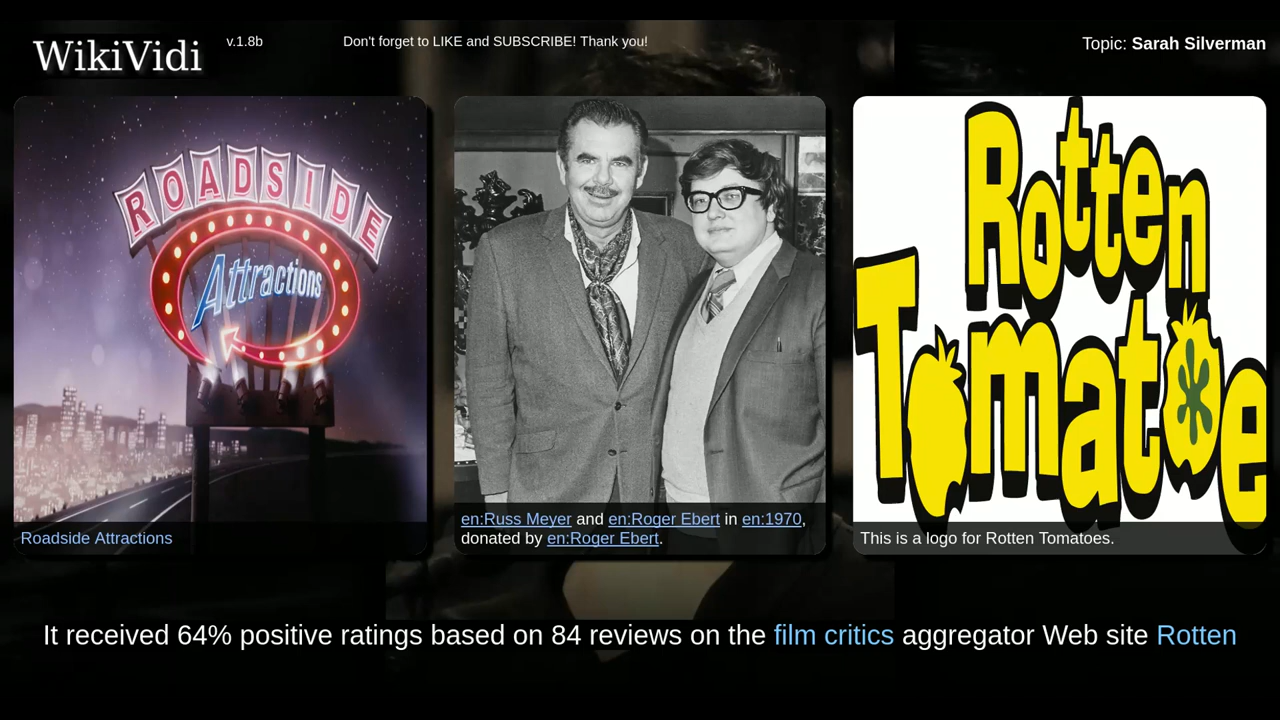 WikiVidi
v.1.8b
Don't forget to LIKE and SUBSCRIBE! Thank you!
Topic: Sarah Silverman
ROADSIDE
Attractions
Roadside Attractions
en:Russ Meyer and en:Roger Ebert in en:1970,
donated by en:Roger Ebert.
Rotten
Tomatoe
This is a logo for Rotten Tomatoes.
It received 64% positive ratings based on 84 reviews on the film critics aggregator Web site Rotten